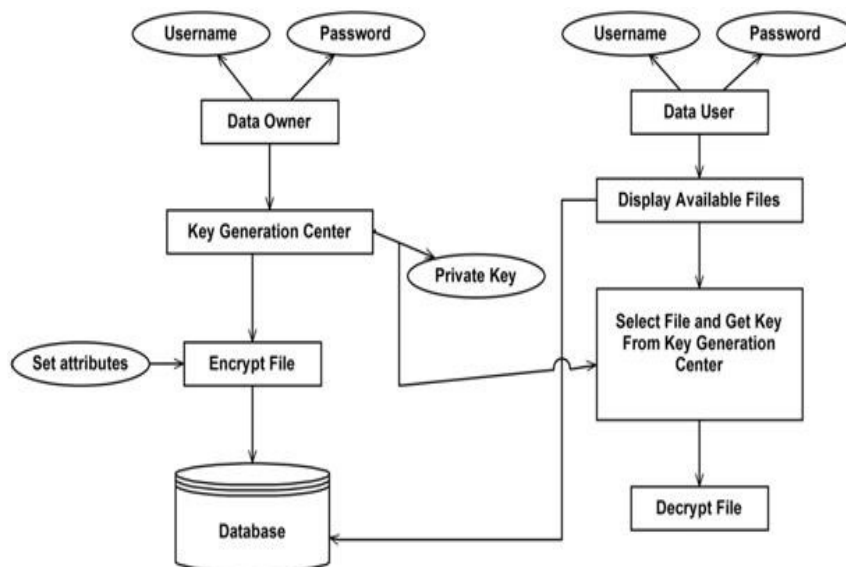 Username
Password
Username
Password
Data Owner
Data User
Display Available Files
Key Generation Center
Private Key
Select File and Get Key
From Key Generation
Center
Set attributes
Encrypt File
Database
Decrypt File